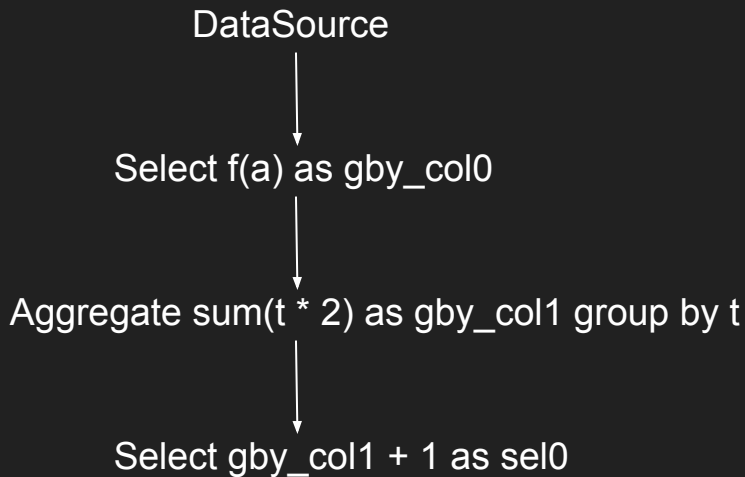 DataSource
Select f(a) as gby_col0
Aggregate sum(t * 2) as gby_col1 group by t
Select gby_col1 + 1 as sel0